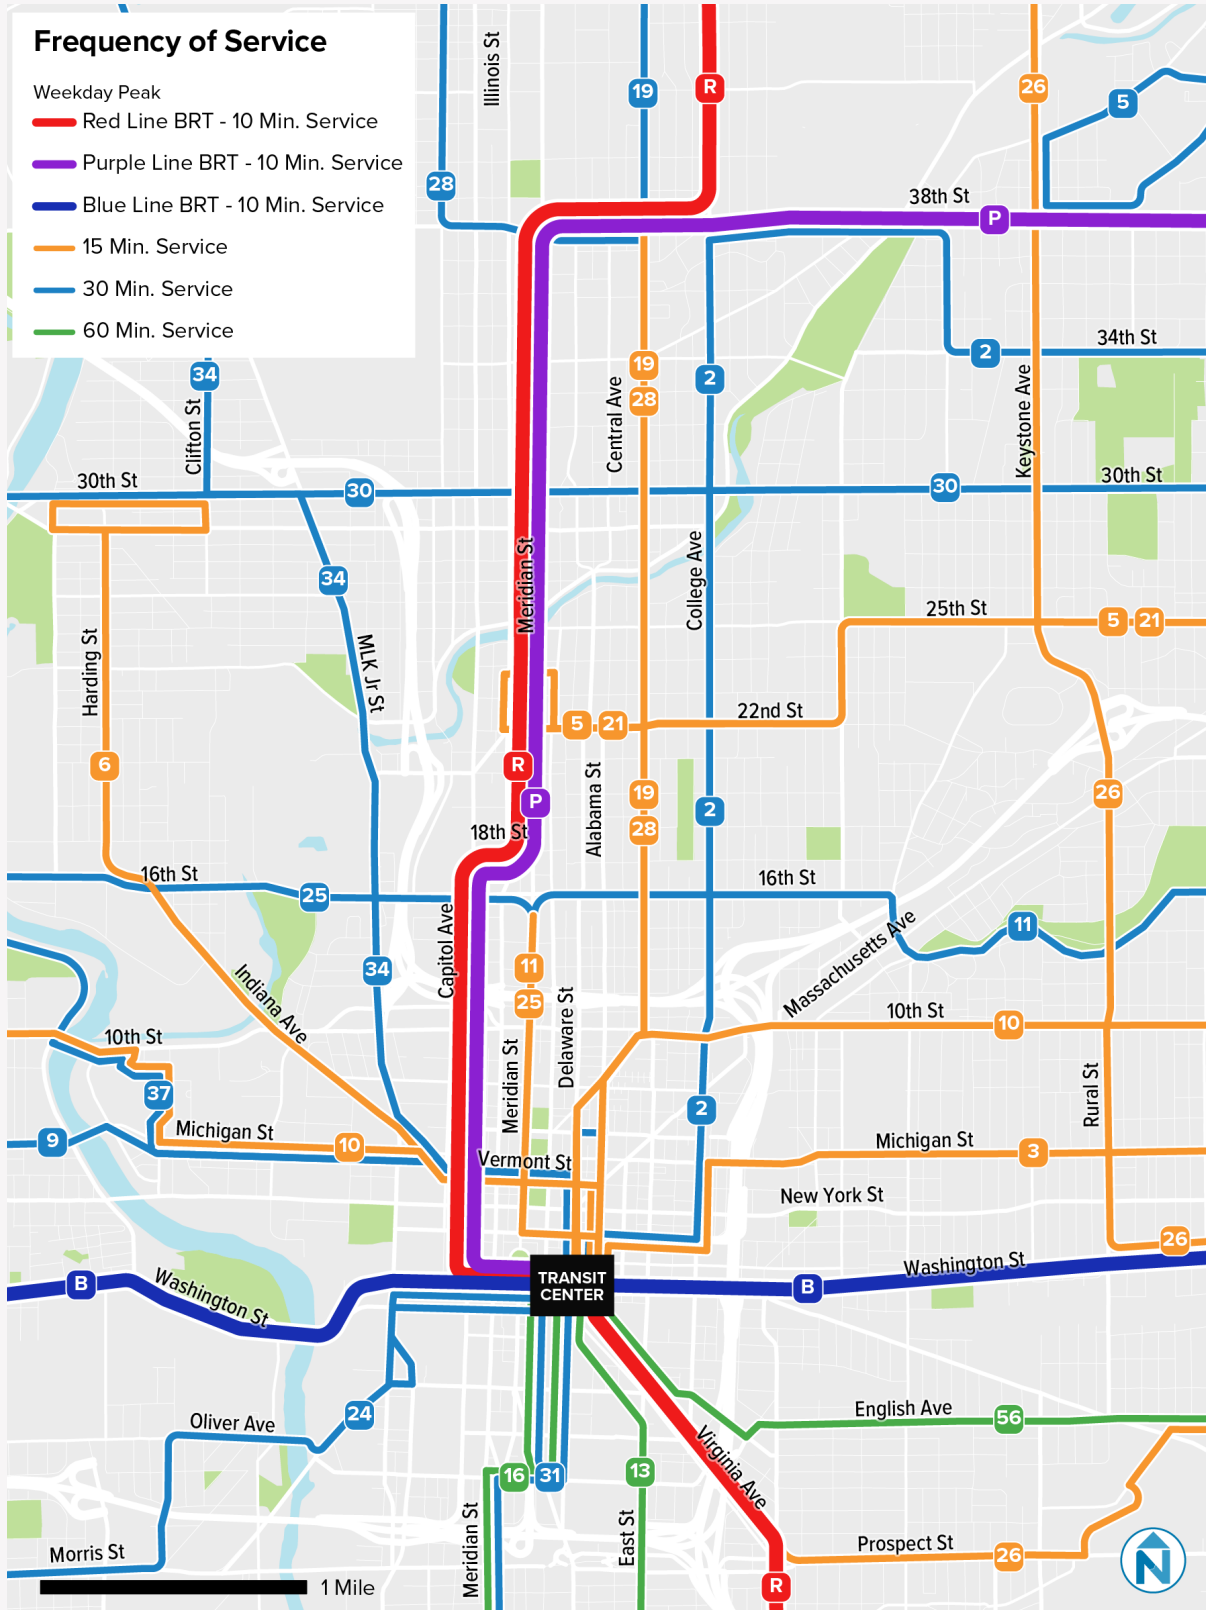 Frequency of Service
Weekday Peak
Red Line BRT - 10 Min. Service
Purple Line BRT - 10 Min. Service
Blue Line BRT - 10 Min. Service
15 Min. Service
30 Min. Service
60 Min. Service
Illinois St
19
R
26
5
28
38th St
P
34th St
2
19
28
2
34
Clifton St
Central Ave
Keystone Ave
30th St
30
30
30th St
34
Meridian St
College Ave
25th St
5
21
Harding St
MLK Jr St
22nd St
5
21
6
R
P
19
28
2
26
18th St
Alabama St
16th St
25
16th St
Capitol Ave
Massachusetts Ave
11
11
25
34
Indiana Ave
Delaware St
10th St
10
10th St
Meridian St
Rural St
37
2
Michigan St
10
9
Michigan St
3
Vermont St
New York St
26
Washington St
B
Washington St
TRANSIT
CENTER
B
English Ave
56
Oliver Ave
24
Virginia Ave
16
31
13
Meridian St
East St
Prospect St
26
Morris St
R
N
1 Mile